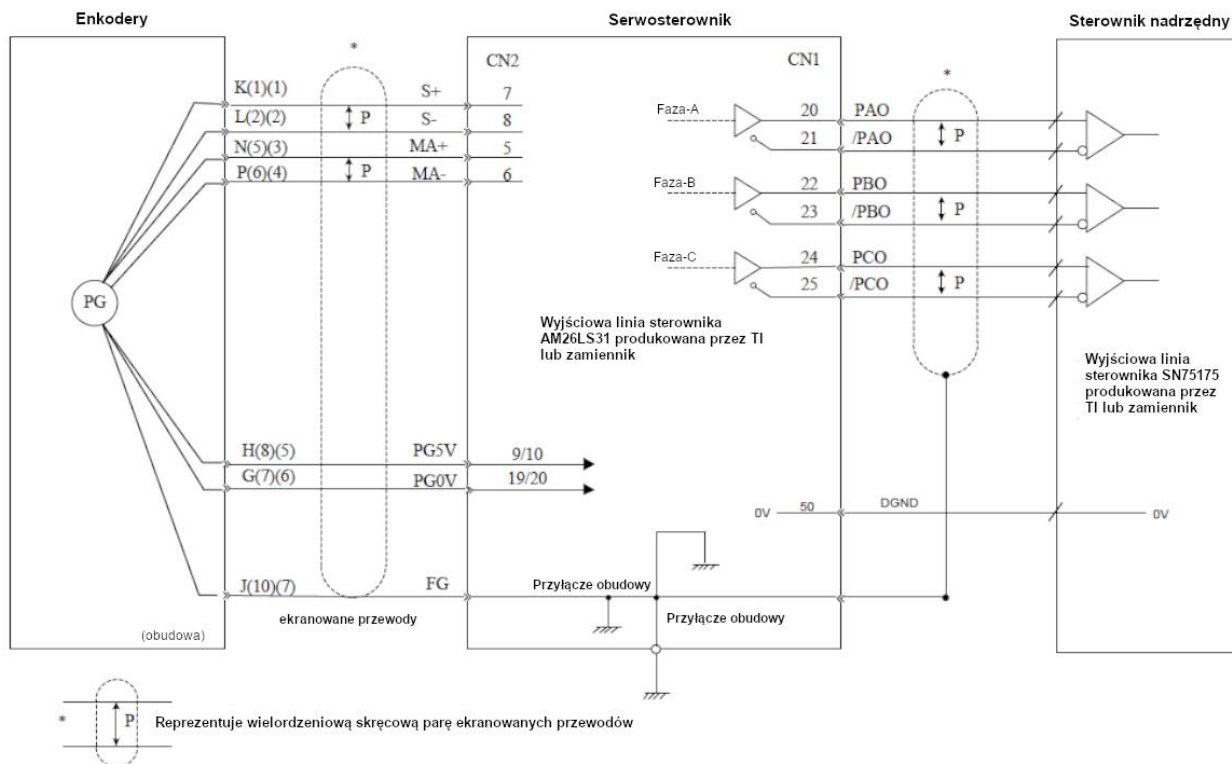 Enkodery
Serwosterownik
Sterownik nadrzędny
*
CN2
CN1
*
K(1)(1)
S+
7
L(2)(2)
P
S-
8
N(5)(3)
MA+
5
P(6)(4)
P
MA-
6
Faza-A
20
PAO
21
/PAO
P
Faza-B
22
PBO
23
/PBO
P
Faza-C
24
PCO
25
/PCO
P
PG
Wyjściowa linia sterownika
AM26LS31 produkowana przez TI
lub zamiennik
Wyjściowa linia
sterownika SN75175
produkowana przez
TI lub zamiennik
H(8)(5)
PG5V
9/10
G(7)(6)
PG0V
19/20
0V
50
DGND
0V
J(10)(7)
FG
Przyłącze obudowy
ekranowane przewody
Przyłącze obudowy
(obudowa)
*
P
Reprezentuje wielordzeniową skręcową parę ekranowanych przewodów